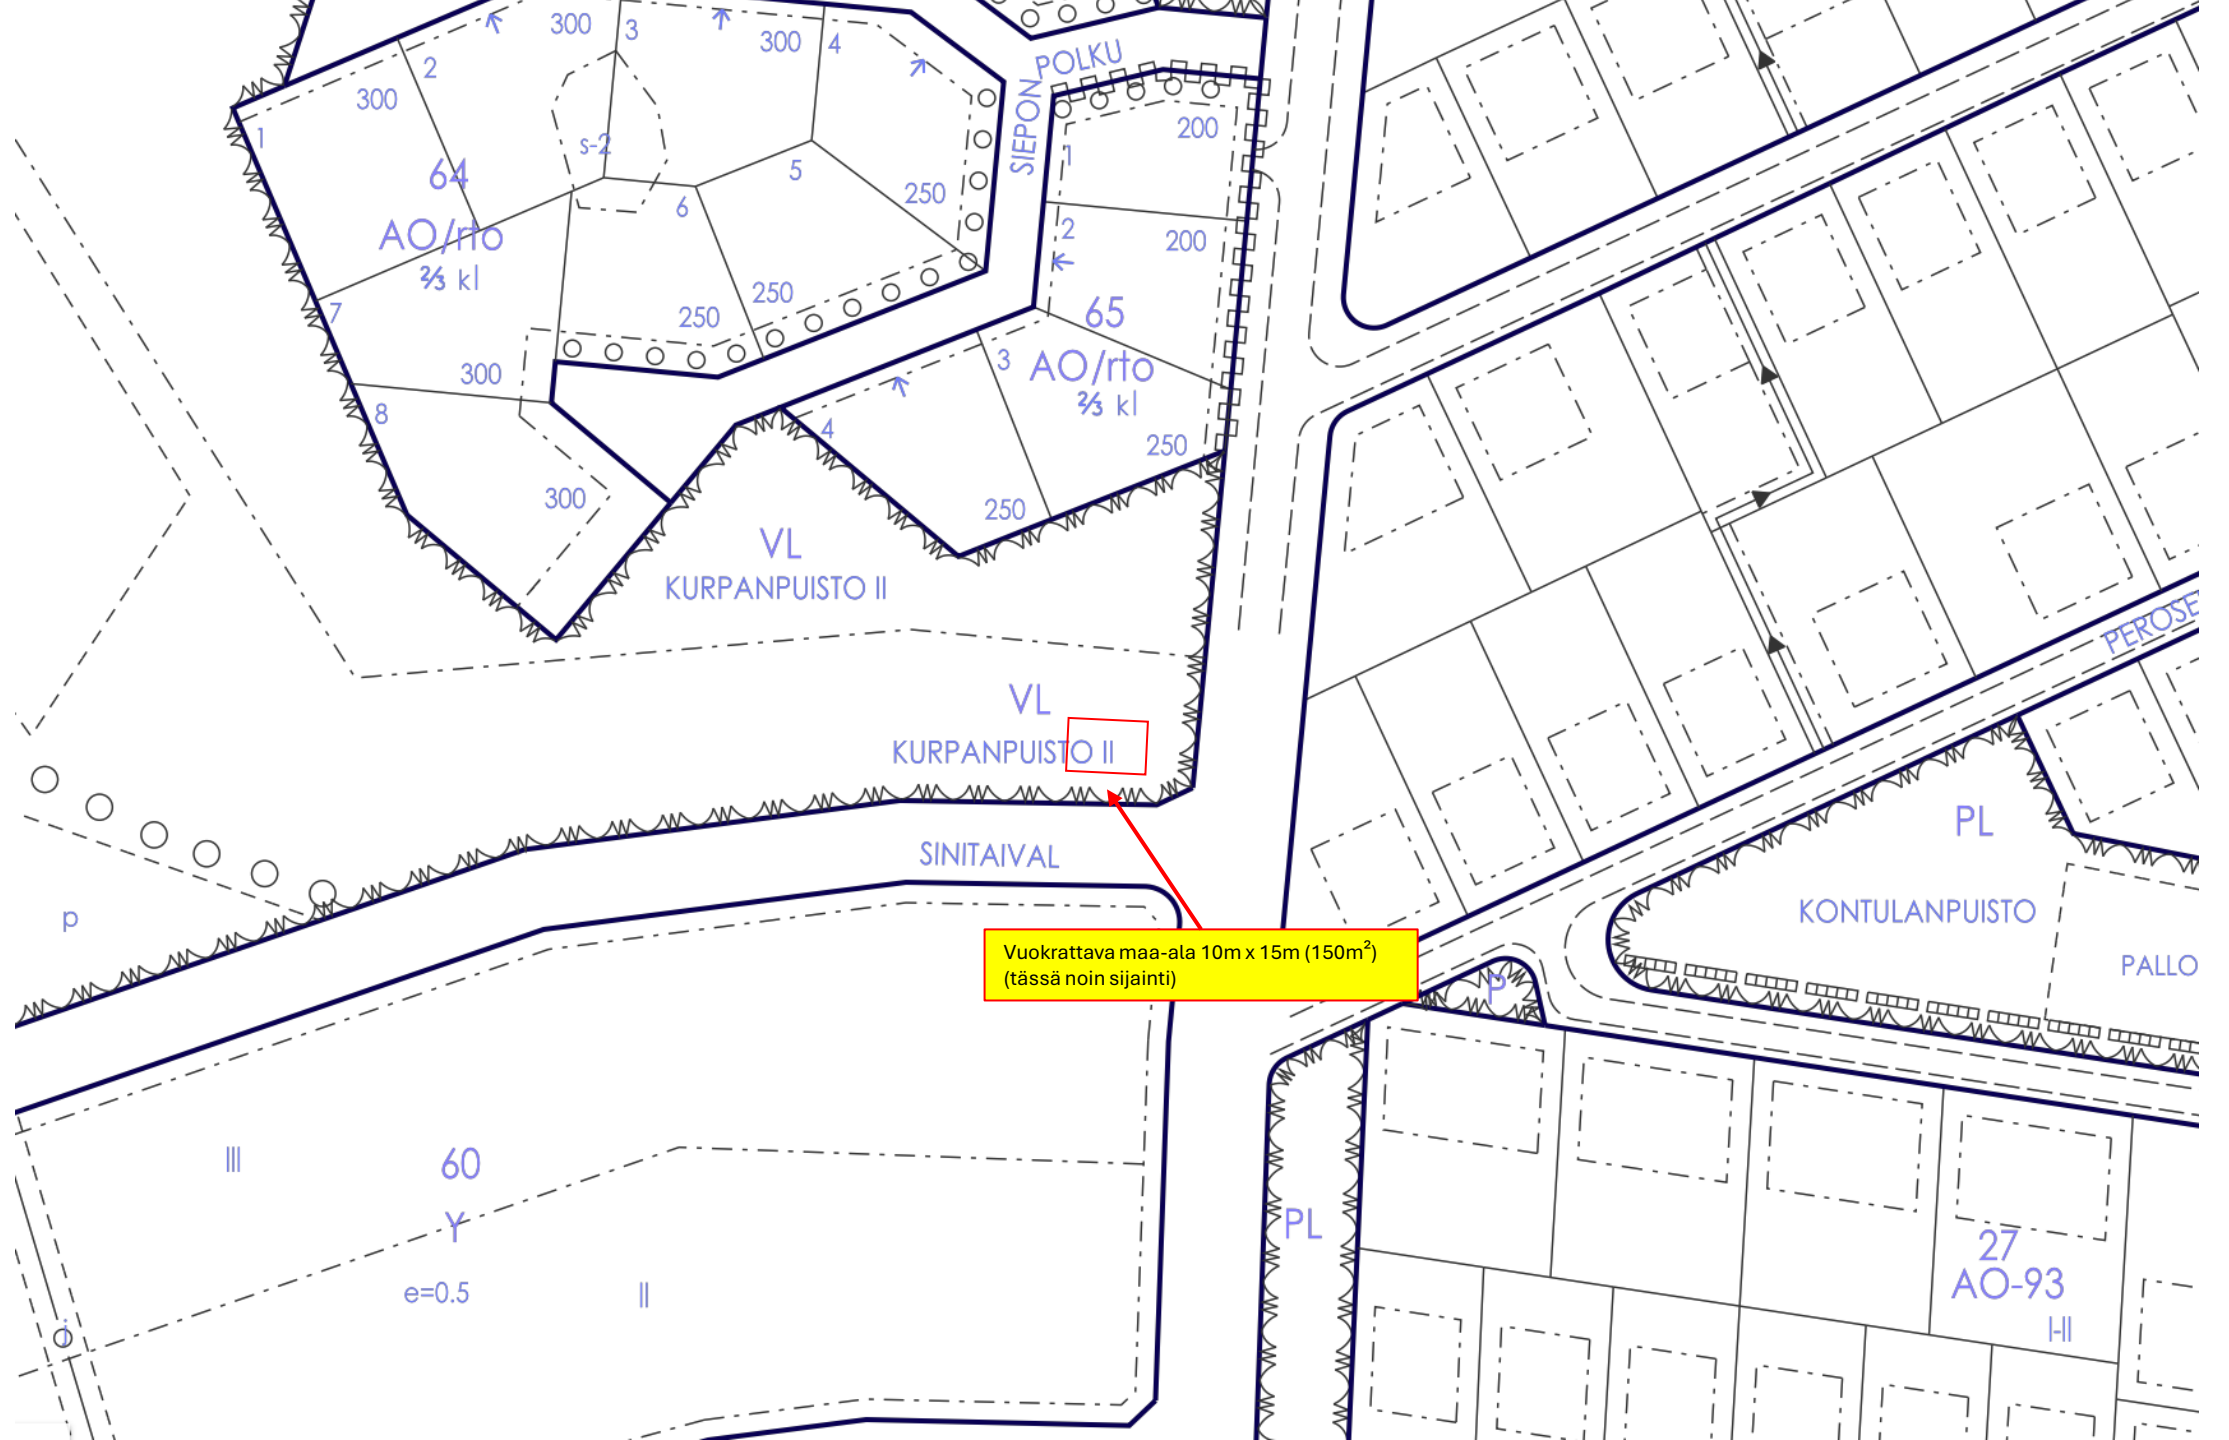 300
3
300
4
POLKU
2
300
SIEPON
200
1
s-2
1
64
5
250
6
2
200
AO/rto
⅔ kl
7
250
250
65
300
3
AO/rto
⅔ kl
8
4
250
300
250
VL
KURPANPUISTO II
PEROSE
VL
KURPANPUISTO II
PL
SINITAIVAL
p
KONTULANPUISTO
Vuokrattava maa-ala 10m x 15m (150m²)
(tässä noin sijainti)
PALLO
P
III
60
Y
PL
e=0.5
II
27
AO-93
I-II
j